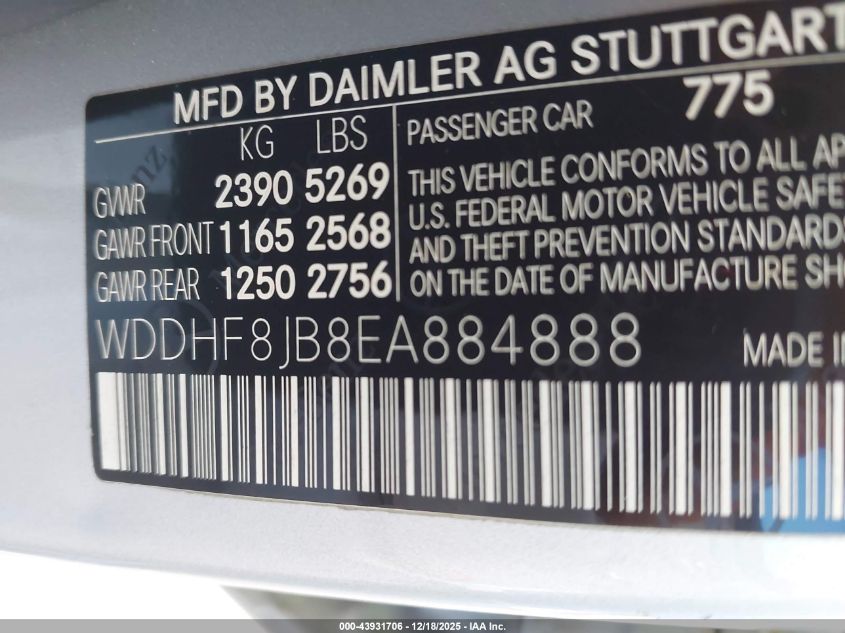 MFD BY DAIMLER AG STUTTGART
KG LBS
GVWR 2390 5269
GAWR FRONT 1165 2568
GAWR REAR 1250 2756
PASSENGER CAR 775
THIS VEHICLE CONFORMS TO ALL AP
U.S. FEDERAL MOTOR VEHICLE SAFE
AND THEFT PREVENTION STANDARDS
ON THE DATE OF MANUFACTURE SHO
WDDHF8JB8EA884888
MADE I
000-43931706 - 12/18/2025 - IAA Inc.